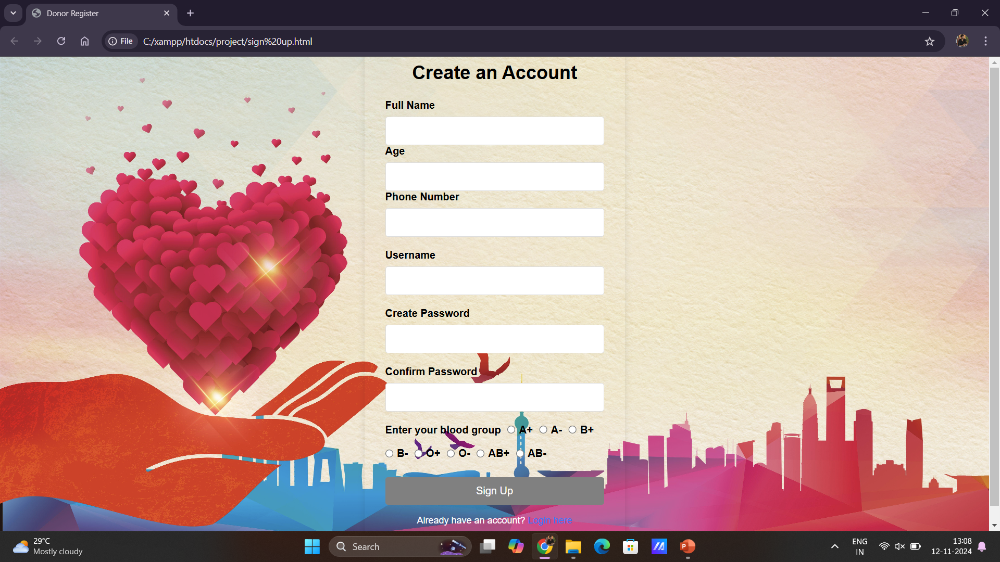 Donor Register
File
C:/xampp/htdocs/project/sign%20up.html
Create an Account
Full Name
Age
Phone Number
Username
Create Password
Confirm Password
Enter your blood group A+ A- B+
B- O+ O- AB+ AB-
Sign Up
Already have an account? Login here
29°C
Mostly cloudy
Search
P
ENG
IN
13:08
12-11-2024